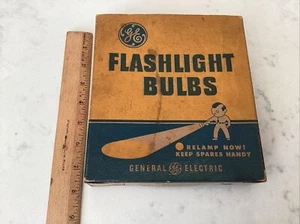 GE
FLASHLIGHT
BULBS
RELAMP NOW!
KEEP SPARES HANDY
GENERAL GE ELECTRIC